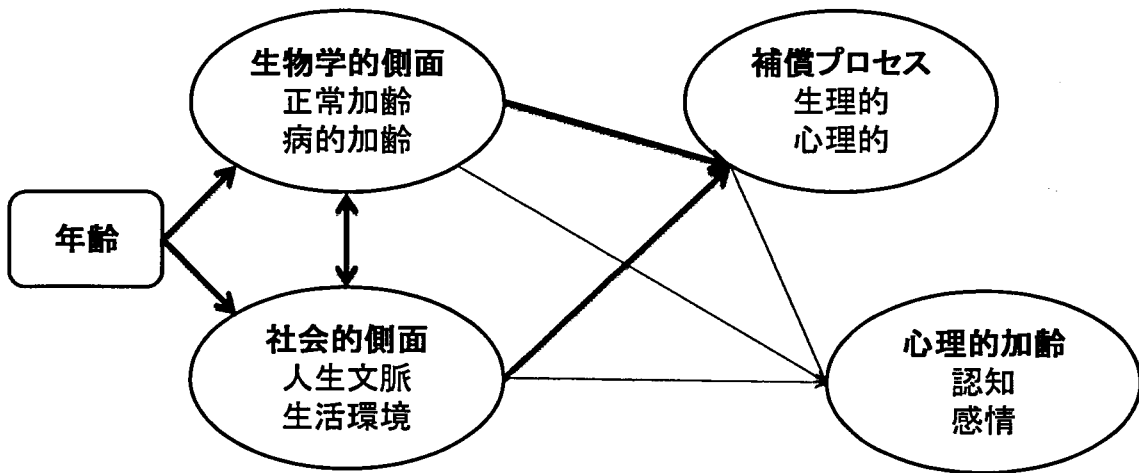 生物学的側面
正常加齢
病的加齢
補償プロセス
生理的
心理的
年齢
社会的側面
人生文脈
生活環境
心理的加齢
認知
感情